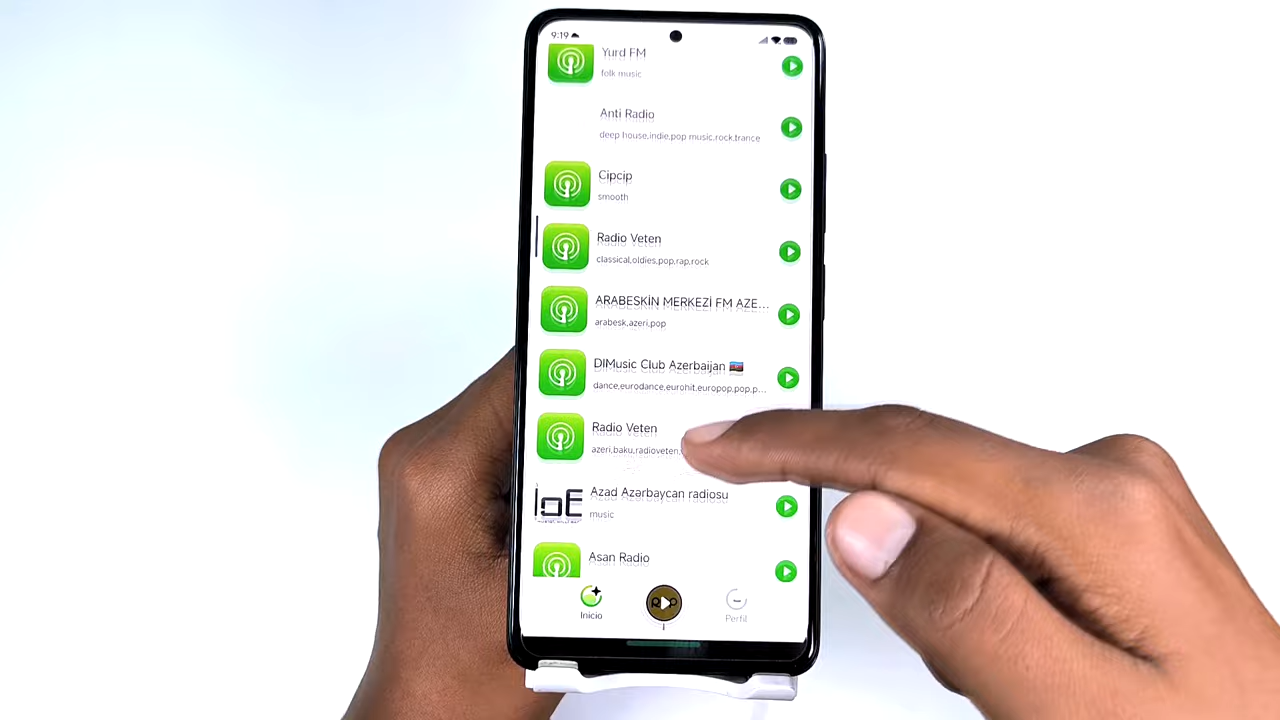 9:19
Yurd FM
folk music
Anti Radio
deep house,indie,pop music,rock,trance
Cipcip
smooth
Radio Veten
classical,oldies,pop,rap,rock
ARABESKİN MERKEZİ FM AZE...
arabesk,azeri,pop
DIMusic Club Azerbaijan 🇦🇿
dance,eurodance,eurohit,europop,pop,p...
Radio Veten
azeri,baku,radioveten,
Azad Azərbaycan radiosu
music
Asan Radio
Inicio
Perfil